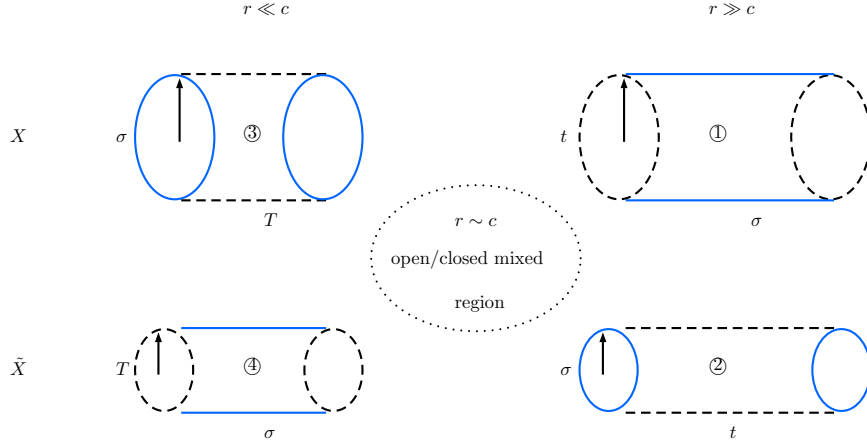 r ≪ c
r ≫ c
X
σ
③
T
t
①
σ
r ∼ c
open/closed mixed
region
X̃
T
④
σ
σ
②
t